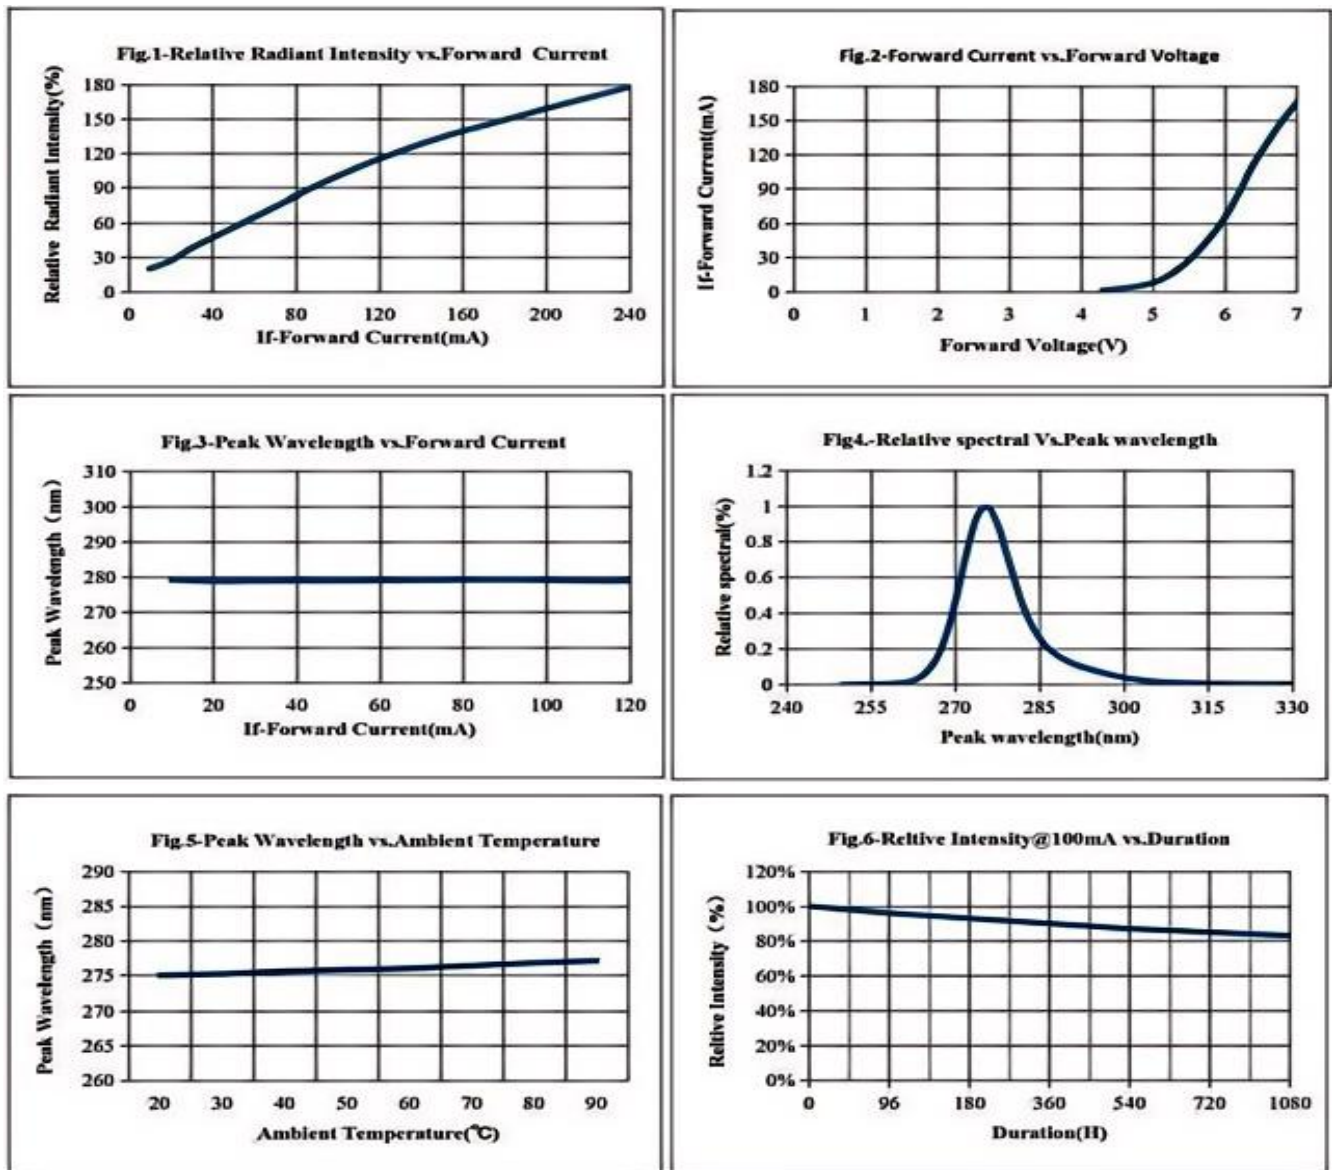 Fig.1-Relative Radiant Intensity vs.Forward Current
Relative Radiant Intensity(%)
180
150
120
90
60
30
0
0 40 80 120 160 200 240
If-Forward Current(mA)
Fig.2-Forward Current vs.Forward Voltage
If-Forward Current(mA)
180
150
120
90
60
30
0
0 1 2 3 4 5 6 7
Forward Voltage(V)
Fig.3-Peak Wavelength vs.Forward Current
Peak Wavelength（nm）
310
300
290
280
270
260
250
0 20 40 60 80 100 120
If-Forward Current(mA)
Fig4.-Relative spectral Vs.Peak wavelength
Relative spectral(%)
1.2
1
0.8
0.6
0.4
0.2
0
240 255 270 285 300 315 330
Peak wavelength(nm)
Fig.5-Peak Wavelength vs.Ambient Temperature
Peak Wavelength（nm）
290
285
280
275
270
265
260
20 30 40 50 60 70 80 90
Ambient Temperature(℃)
Fig.6-Reltive Intensity@100mA vs.Duration
Reltive Intensity（%）
120%
100%
80%
60%
40%
20%
0%
0 96 180 360 540 720 1080
Duration(H)